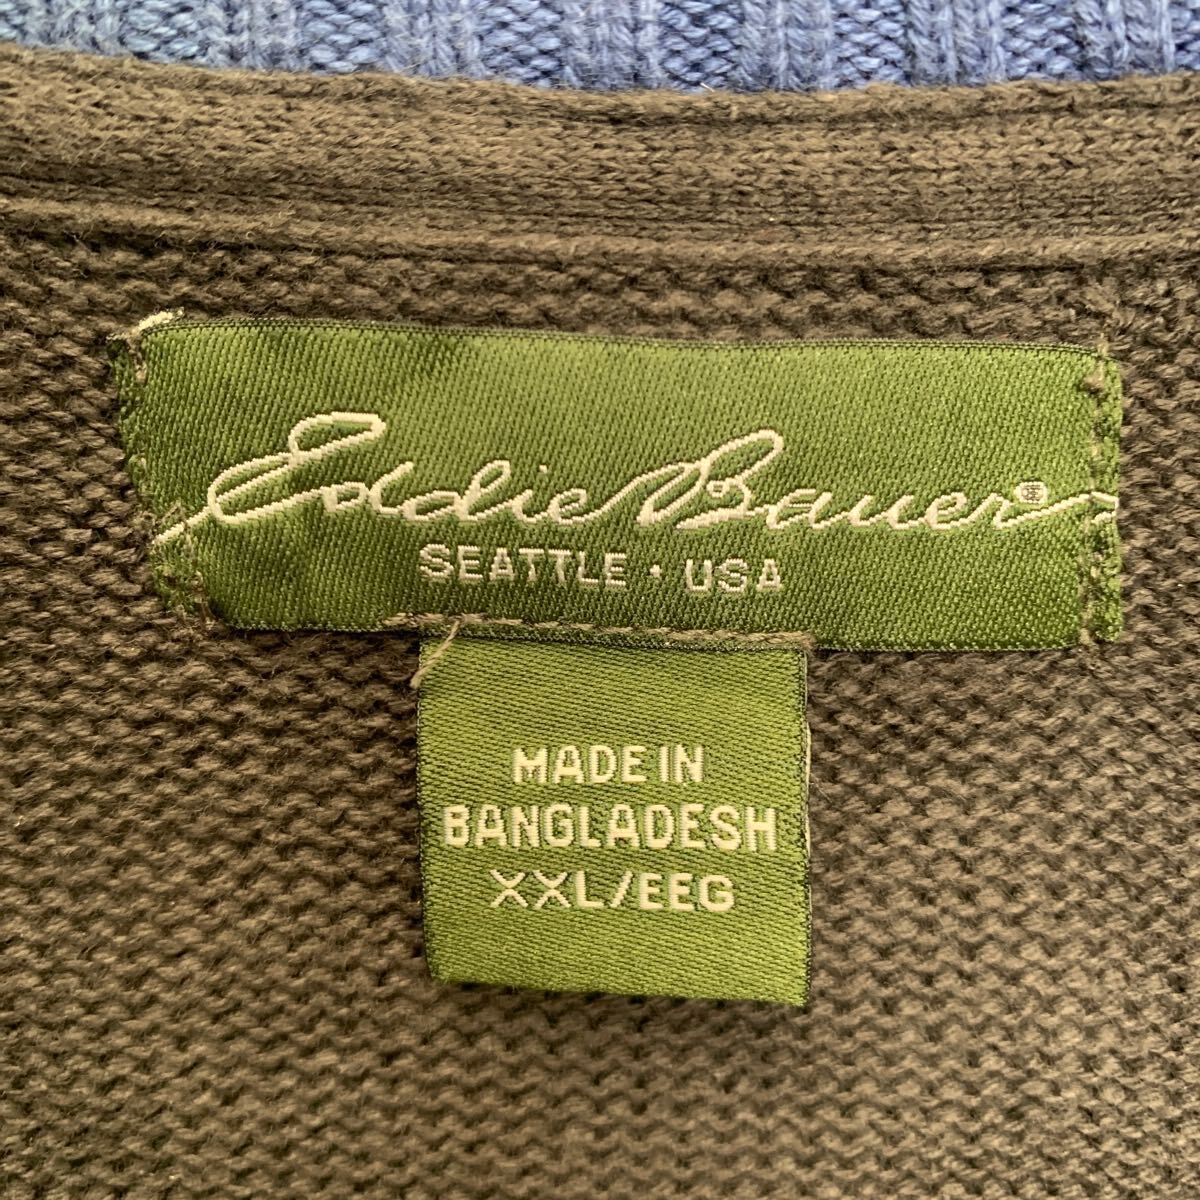 Eddie Bauer®
SEATTLE · USA
MADE IN
BANGLADESH
XXL/EEG